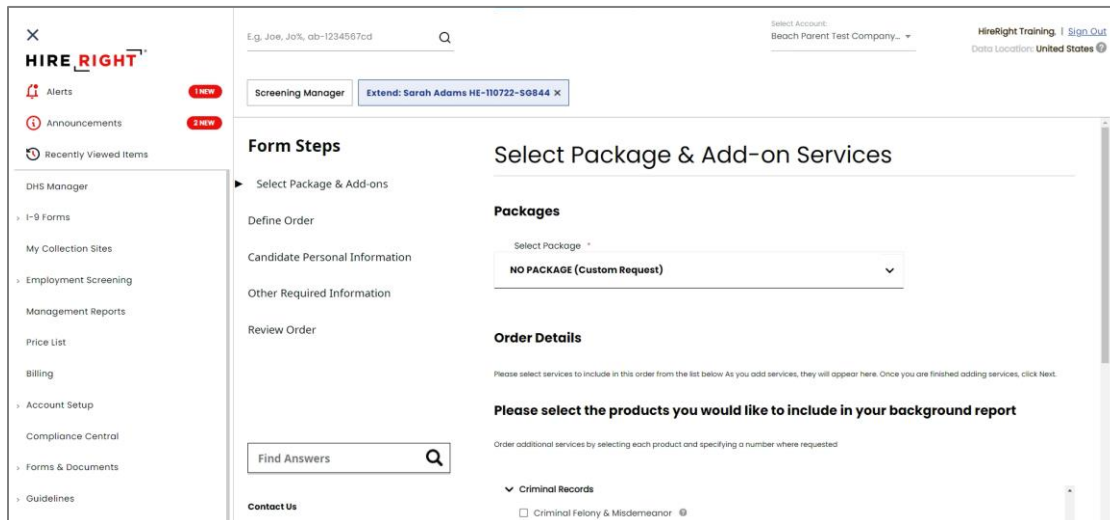 HIRE RIGHT
Alerts
1 NEW
Announcements
2 NEW
Recently Viewed Items
DHS Manager
I-9 Forms
My Collection Sites
Employment Screening
Management Reports
Price List
Billing
Account Setup
Compliance Central
Forms & Documents
Guidelines
E.g, Joe, Jo%, ab-1234567cd
Select Account:
Beach Parent Test Company...
HireRight Training. | Sign Out
Data Location: United States
Screening Manager
Extend: Sarah Adams HE-110722-SG844 ×
Form Steps
Select Package & Add-ons
Define Order
Candidate Personal Information
Other Required Information
Review Order
Find Answers
Contact Us
Select Package & Add-on Services
Packages
Select Package *
NO PACKAGE (Custom Request)
Order Details
Please select services to include in this order from the list below As you add services, they will appear here. Once you are finished adding services, click Next.
Please select the products you would like to include in your background report
Order additional services by selecting each product and specifying a number where requested
Criminal Records
Criminal Felony & Misdemeanor